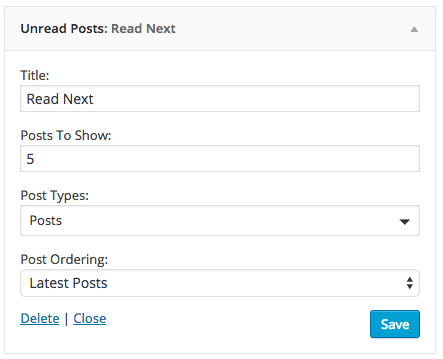 Unread Posts: Read Next
Title:
Read Next
Posts To Show:
5
Post Types:
Posts
Post Ordering:
Latest Posts
Delete | Close
Save